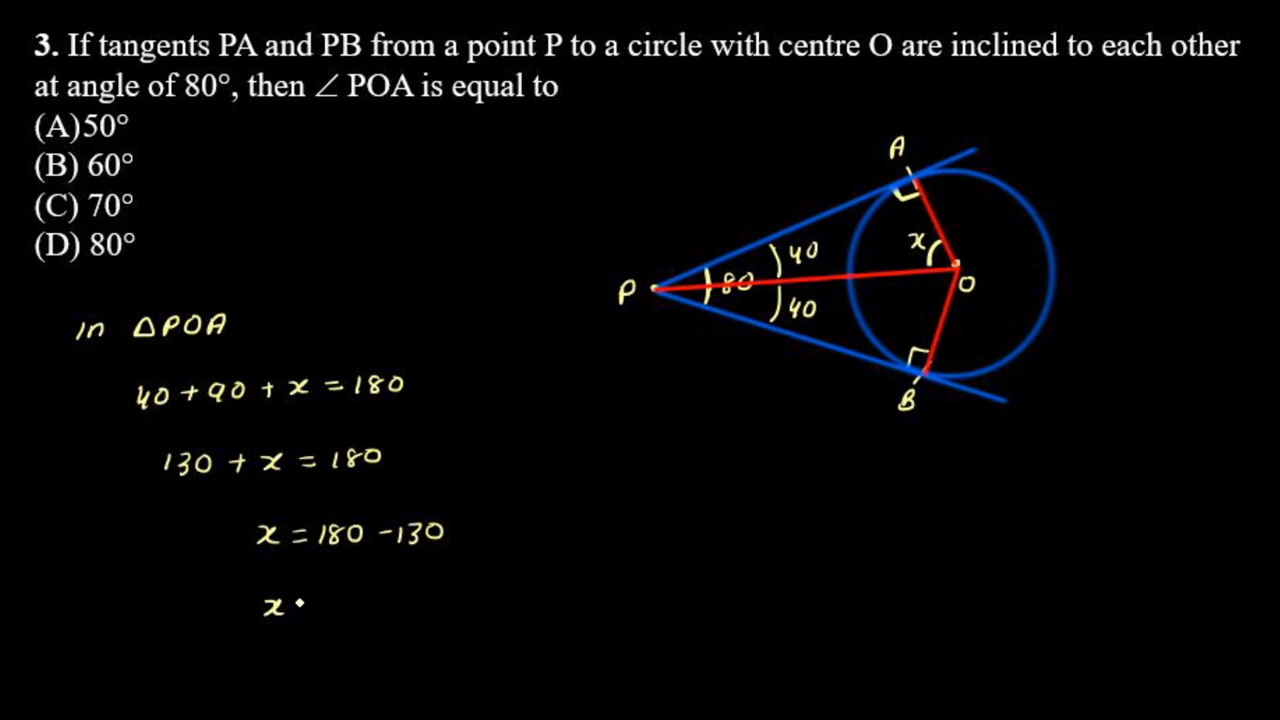 3. If tangents PA and PB from a point P to a circle with centre O are inclined to each other
at angle of 80°, then ∠ POA is equal to
(A)50°
(B) 60°
(C) 70°
(D) 80°
A
x
40
80
40
P
O
B
In △POA
40 + 90 + x = 180
130 + x = 180
x = 180 - 130
x